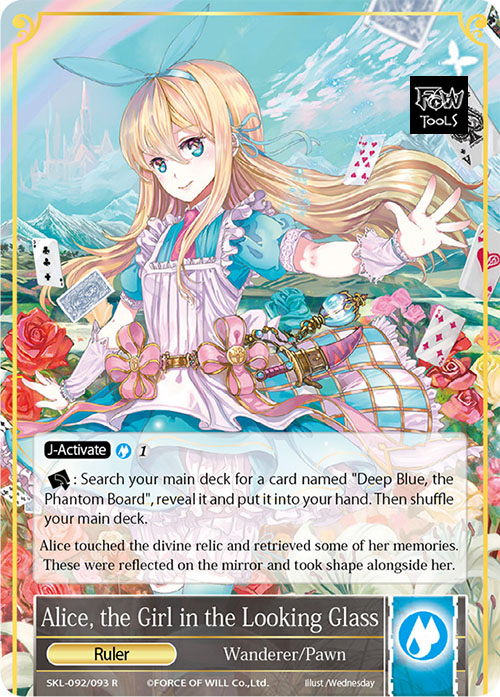 FOW
TOOLS
J-Activate 1
: Search your main deck for a card named "Deep Blue, the
Phantom Board", reveal it and put it into your hand. Then shuffle
your main deck.
Alice touched the divine relic and retrieved some of her memories.
These were reflected on the mirror and took shape alongside her.
Alice, the Girl in the Looking Glass
Ruler
Wanderer/Pawn
SKL-092/093 R
©FORCE OF WILL Co.,Ltd.
illust /Wednesday